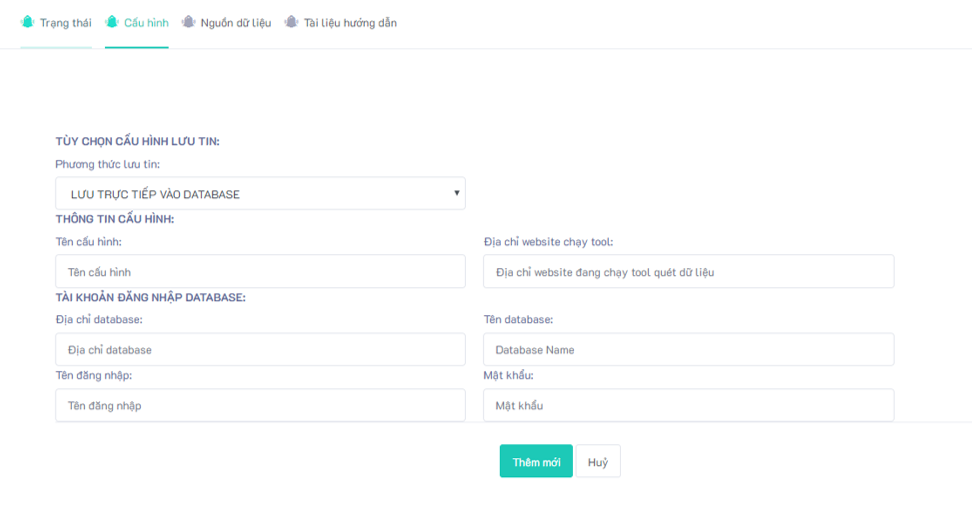 Trạng thái Cấu hình Nguồn dữ liệu Tài liệu hướng dẫn
TÙY CHỌN CẤU HÌNH LƯU TIN:
Phương thức lưu tin:
LƯU TRỰC TIẾP VÀO DATABASE
THÔNG TIN CẤU HÌNH:
Tên cấu hình: Địa chỉ website chạy tool:
Tên cấu hình Địa chỉ website đang chạy tool quét dữ liệu
TÀI KHOẢN ĐĂNG NHẬP DATABASE:
Địa chỉ database: Tên database:
Địa chỉ database Database Name
Tên đăng nhập: Mật khẩu:
Tên đăng nhập Mật khẩu
Thêm mới Huỷ